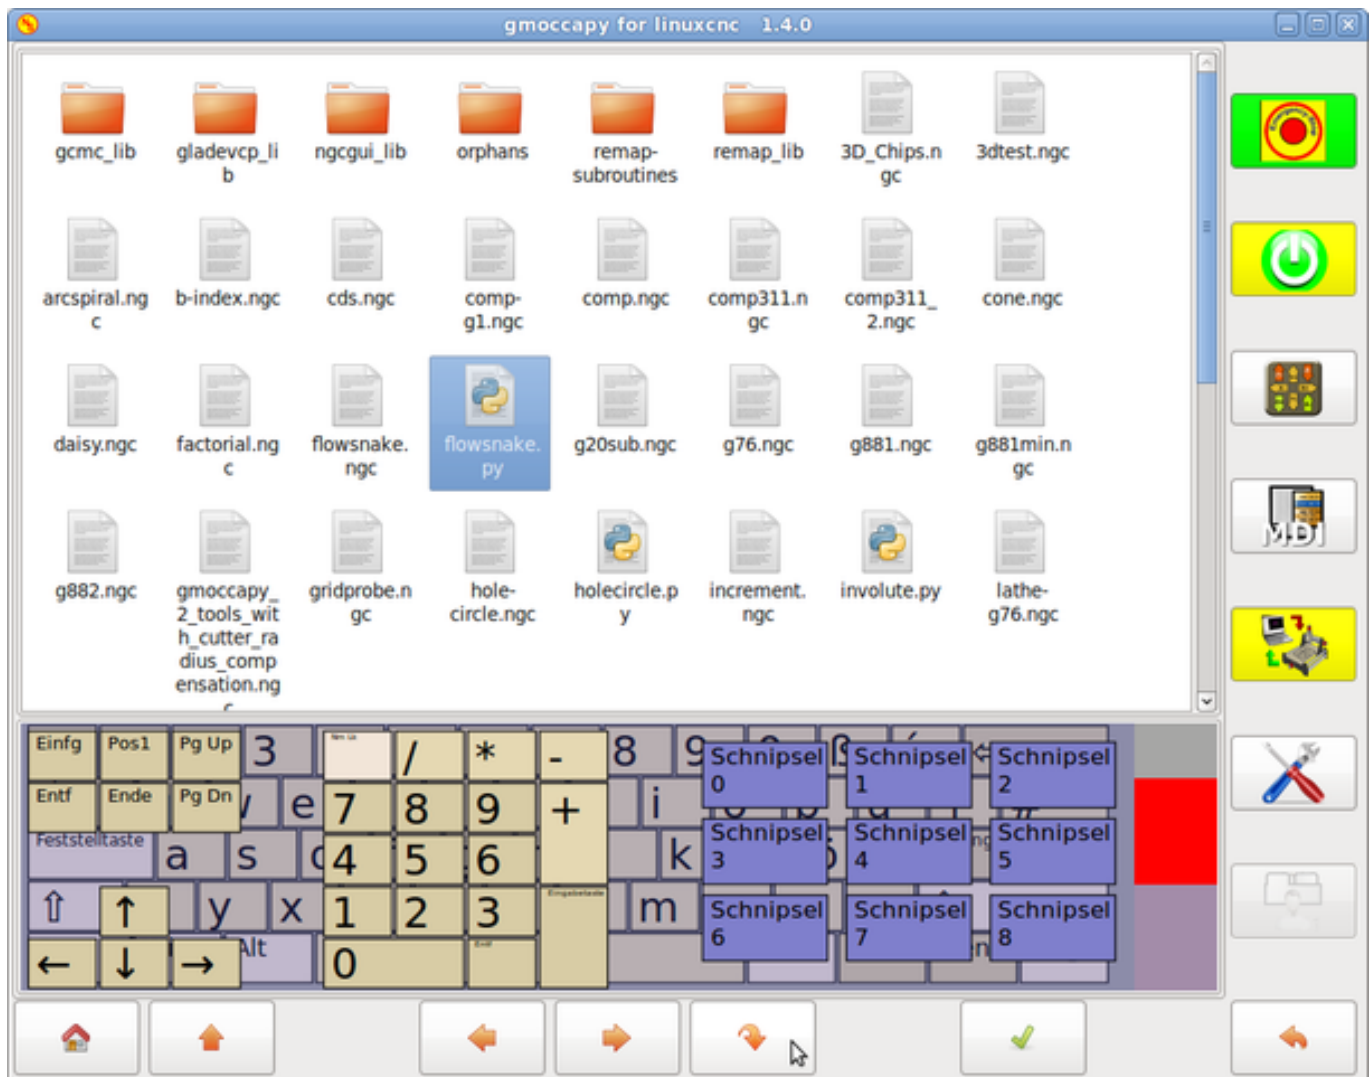 gmoccapy for linuxcnc 1.4.0
gcmc_lib
gladevcp_li
b
ngcgui_lib
orphans
remap-
subroutines
remap_lib
3D_Chips.n
gc
3dtest.ngc
arcspiral.ng
c
b-index.ngc
cds.ngc
comp-
g1.ngc
comp.ngc
comp311.n
gc
comp311_
2.ngc
cone.ngc
daisy.ngc
factorial.ng
c
flowsnake.
ngc
flowsnake.
py
g20sub.ngc
g76.ngc
g881.ngc
g881min.n
gc
g882.ngc
gmoccapy_
2_tools_wit
h_cutter_ra
dius_comp
ensation.ng
c
gridprobe.n
gc
hole-
circle.ngc
holecircle.p
y
increment.
ngc
involute.py
lathe-
g76.ngc
MDI
Einfg Pos1 Pg Up 3 / * - 8 9
Entf Ende Pg Dn e 7 8 9 + i
Feststelltaste a s 4 5 6 k
⇧ ↑ y x 1 2 3 Eingabetaste m
← ↓ → Alt 0 Entf
Schnipsel
0
Schnipsel
1
Schnipsel
2
Schnipsel
3
Schnipsel
4
Schnipsel
5
Schnipsel
6
Schnipsel
7
Schnipsel
8